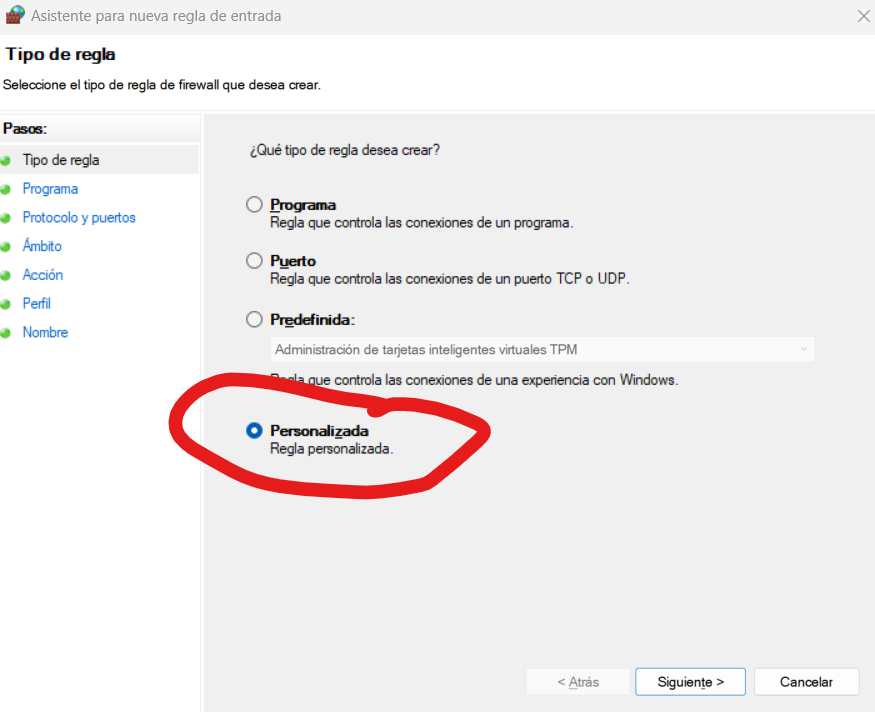 Asistente para nueva regla de entrada
Tipo de regla
Seleccione el tipo de regla de firewall que desea crear.
Pasos:
Tipo de regla
Programa
Protocolo y puertos
Ámbito
Acción
Perfil
Nombre
¿Qué tipo de regla desea crear?
Programa
Regla que controla las conexiones de un programa.
Puerto
Regla que controla las conexiones de un puerto TCP o UDP.
Predefinida:
Administración de tarjetas inteligentes virtuales TPM
Regla que controla las conexiones de una experiencia con Windows.
Personalizada
Regla personalizada.
< Atrás
Siguiente >
Cancelar